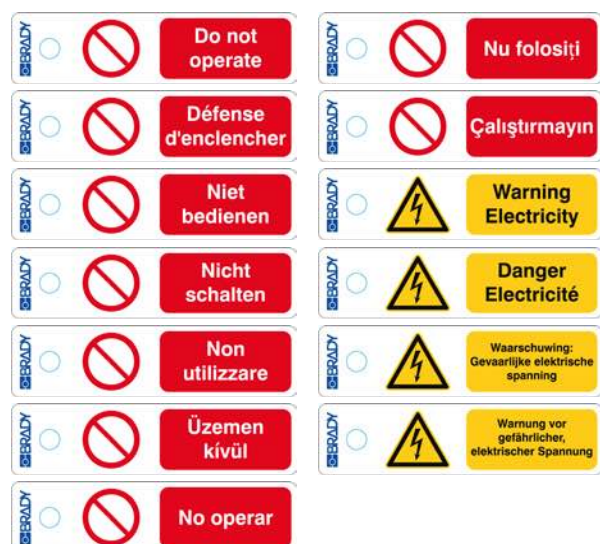 BRADY
Do not
operate
BRADY
Défense
d'enclencher
BRADY
Niet
bedienen
BRADY
Nicht
schalten
BRADY
Non
utilizzare
BRADY
Üzemen
kívül
BRADY
No operar
BRADY
Nu folosiți
BRADY
Çalıştırmayın
BRADY
Warning
Electricity
BRADY
Danger
Electricité
BRADY
Waarschuwing:
Gevaarlijke elektrische
spanning
BRADY
Warnung vor
gefährlicher,
elektrischer Spannung